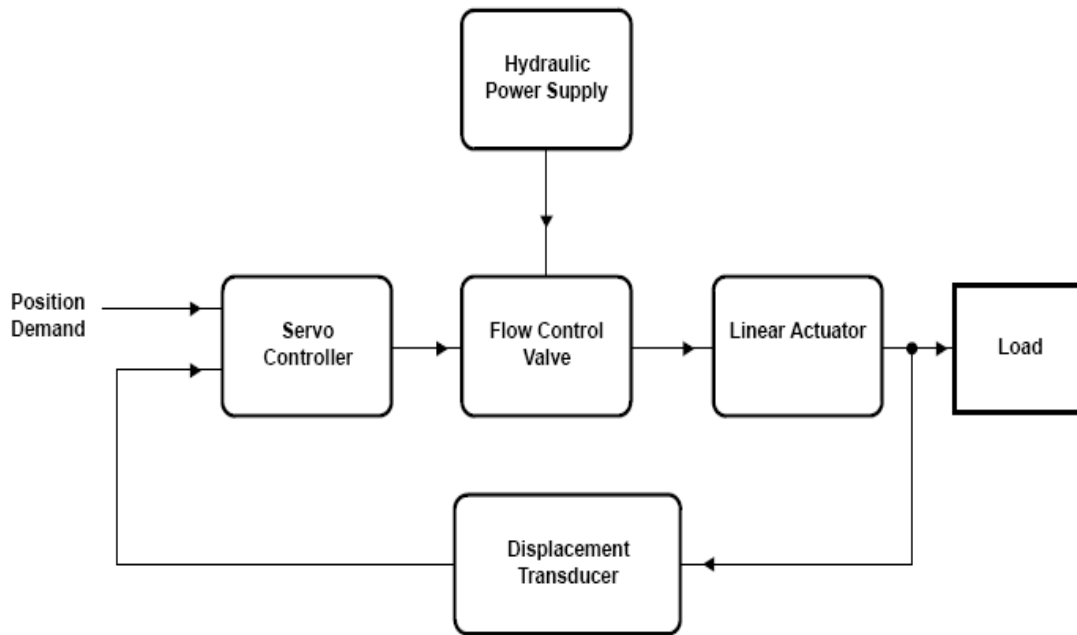 Hydraulic
Power Supply
Position
Demand
Servo
Controller
Flow Control
Valve
Linear Actuator
Load
Displacement
Transducer